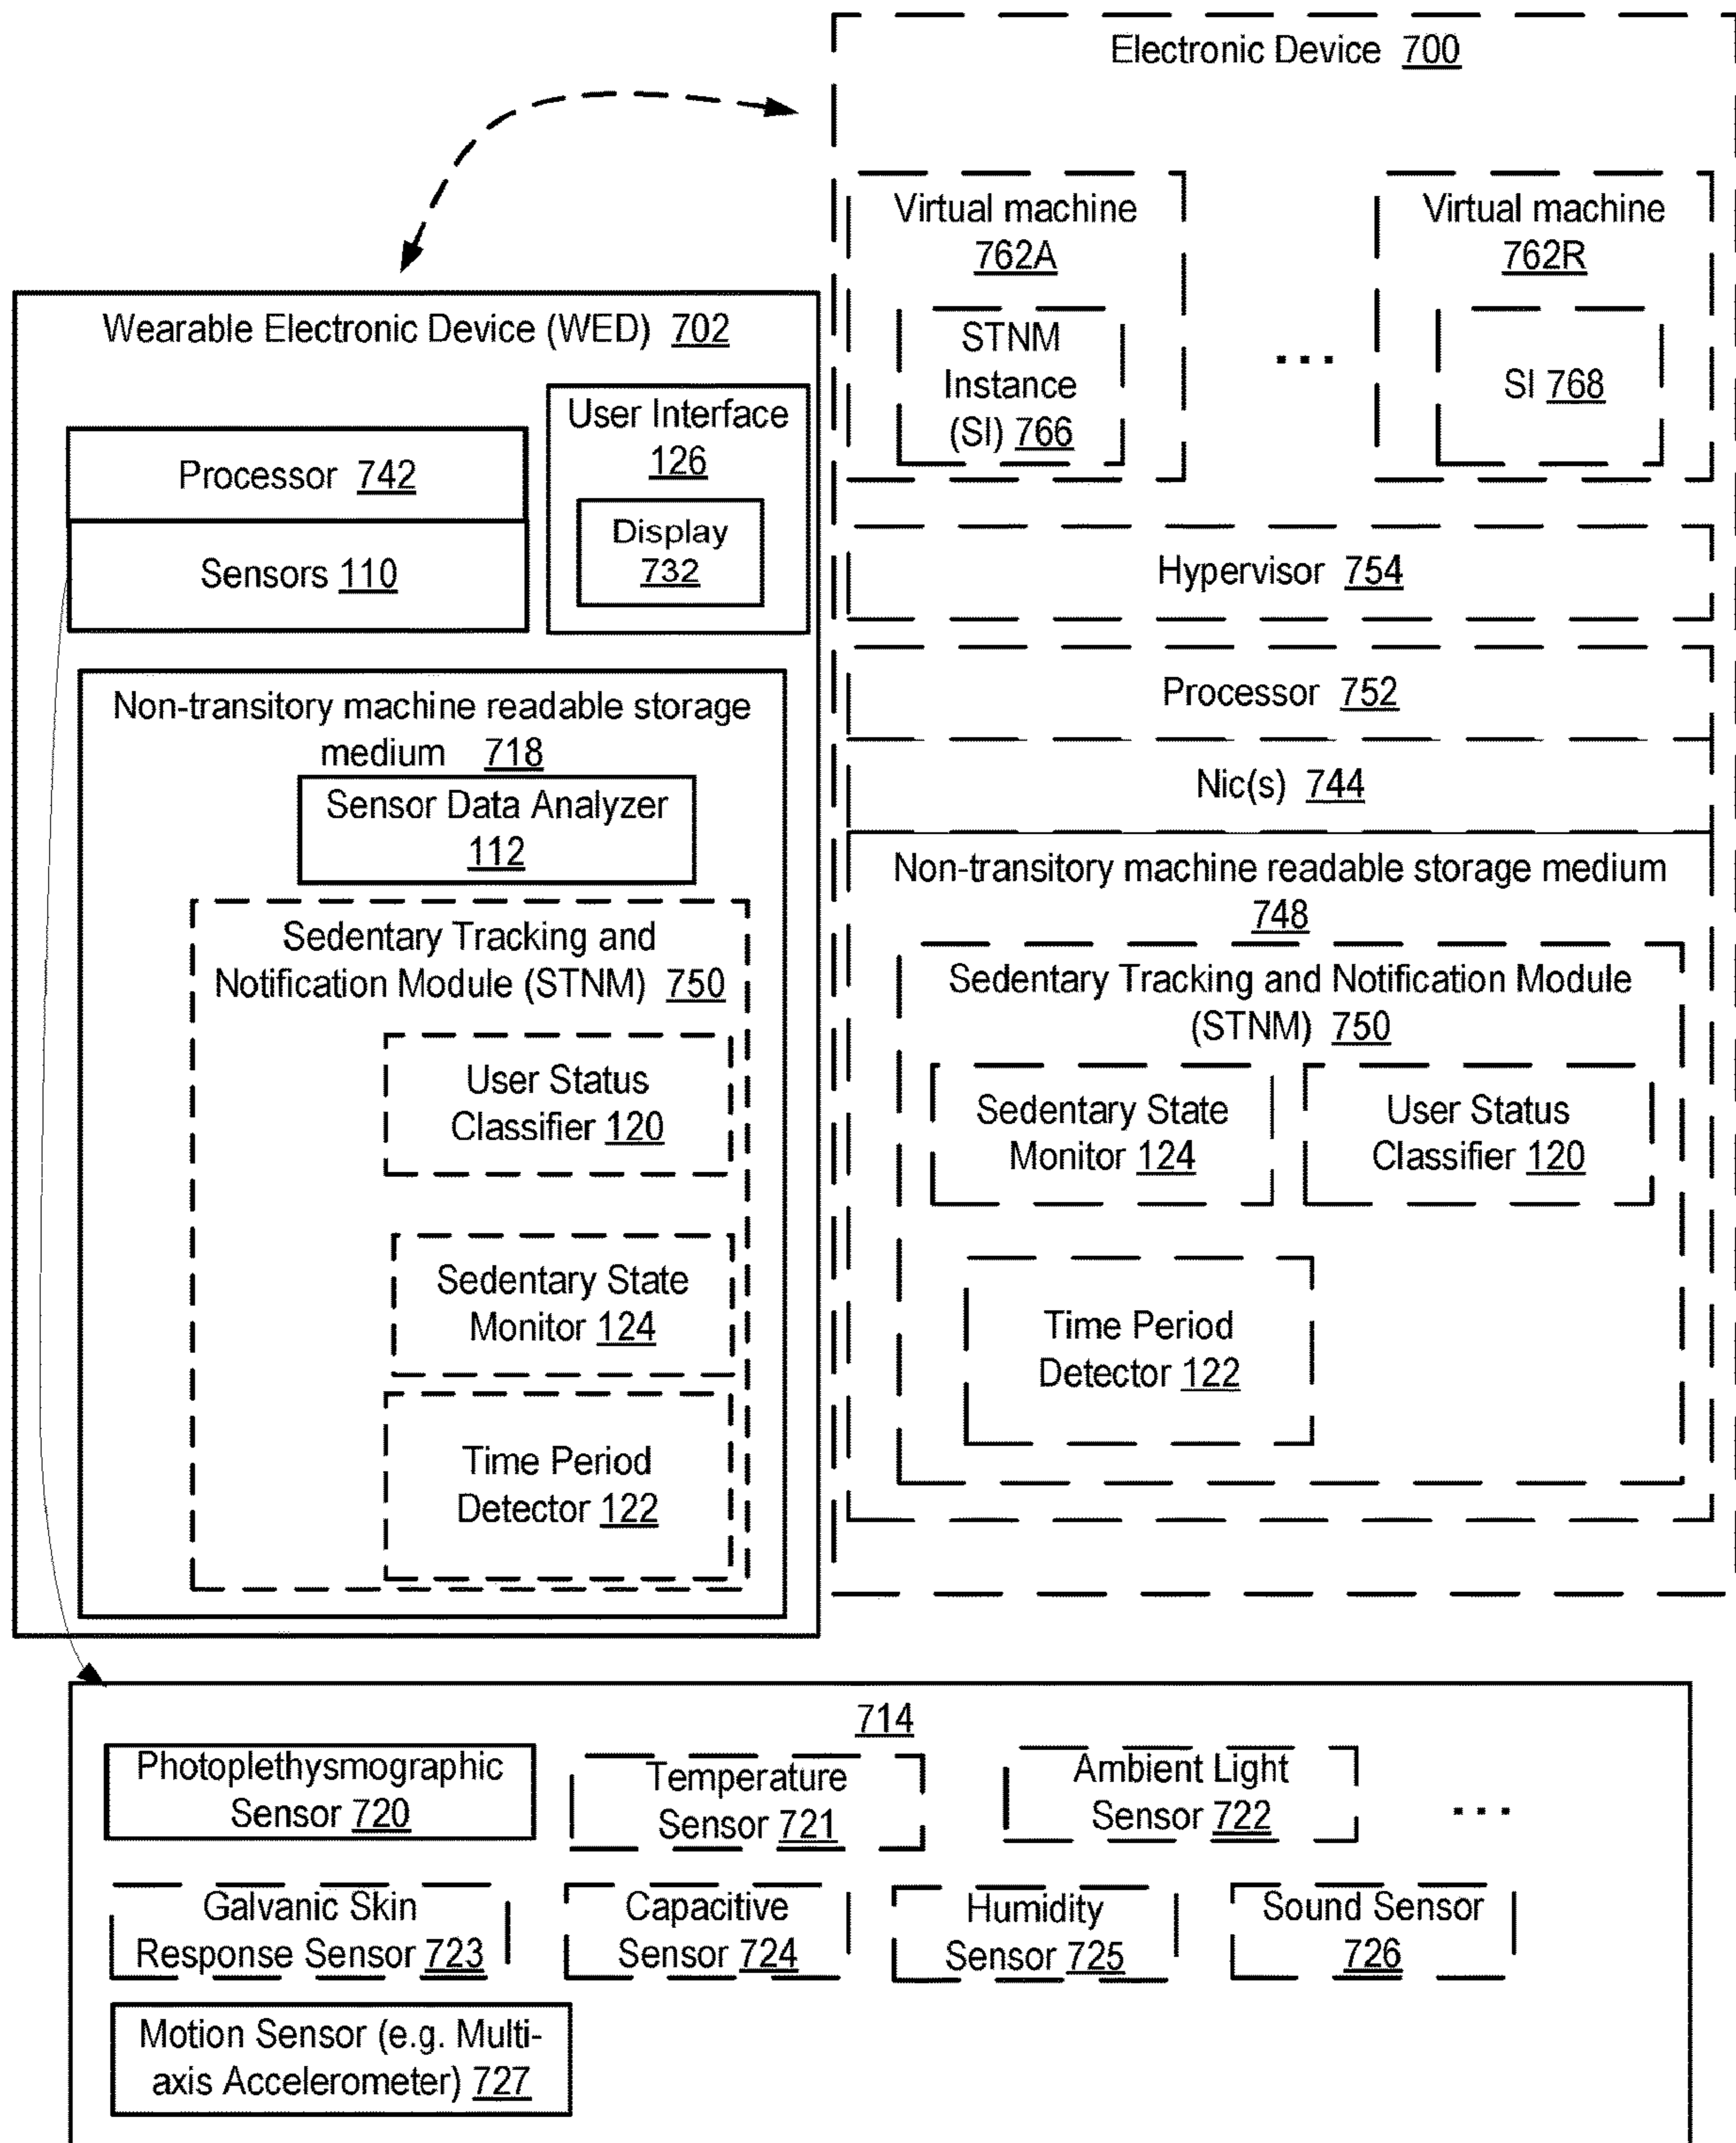 Electronic Device 700
Virtual machine
762A
STNM
Instance
(SI) 766
...
Virtual machine
762R
SI 768
Hypervisor 754
Processor 752
Nic(s) 744
Non-transitory machine readable storage medium
748
Sedentary Tracking and Notification Module
(STNM) 750
Sedentary State
Monitor 124
User Status
Classifier 120
Time Period
Detector 122
Wearable Electronic Device (WED) 702
Processor 742
Sensors 110
User Interface
126
Display
732
Non-transitory machine readable storage
medium 718
Sensor Data Analyzer
112
Sedentary Tracking and
Notification Module (STNM) 750
User Status
Classifier 120
Sedentary State
Monitor 124
Time Period
Detector 122
714
Photoplethysmographic
Sensor 720
Temperature
Sensor 721
Ambient Light
Sensor 722
...
Galvanic Skin
Response Sensor 723
Capacitive
Sensor 724
Humidity
Sensor 725
Sound Sensor
726
Motion Sensor (e.g. Multi-
axis Accelerometer) 727